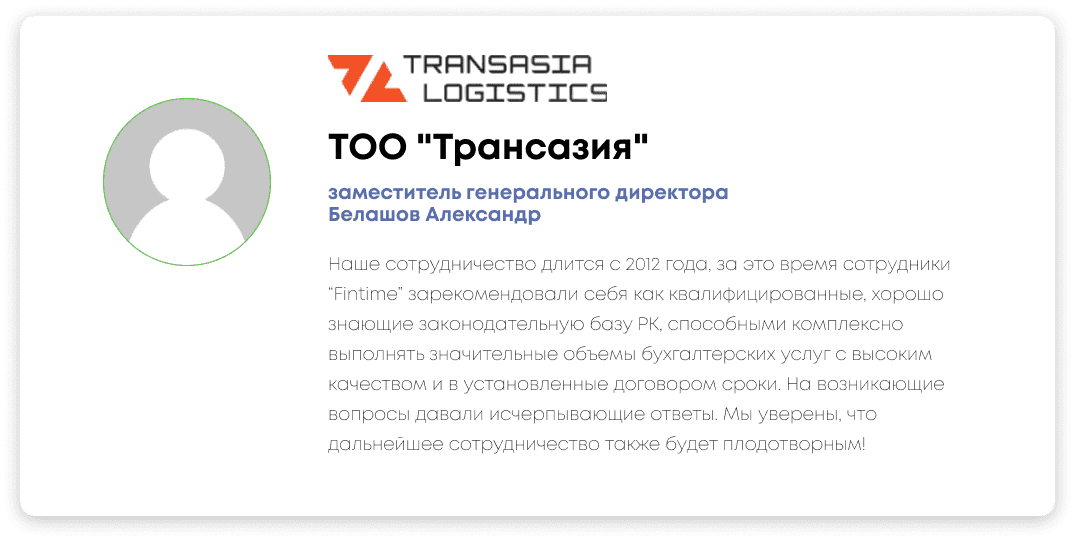 TRANSASIA
LOGISTICS
ТОО "Трансазия"
заместитель генерального директора
Белашов Александр
Наше сотрудничество длится с 2012 года, за это время сотрудники
“Fintime” зарекомендовали себя как квалифицированные, хорошо
знающие законодательную базу РК, способными комплексно
выполнять значительные объемы бухгалтерских услуг с высоким
качеством и в установленные договором сроки. На возникающие
вопросы давали исчерпывающие ответы. Мы уверены, что
дальнейшее сотрудничество также будет плодотворным!